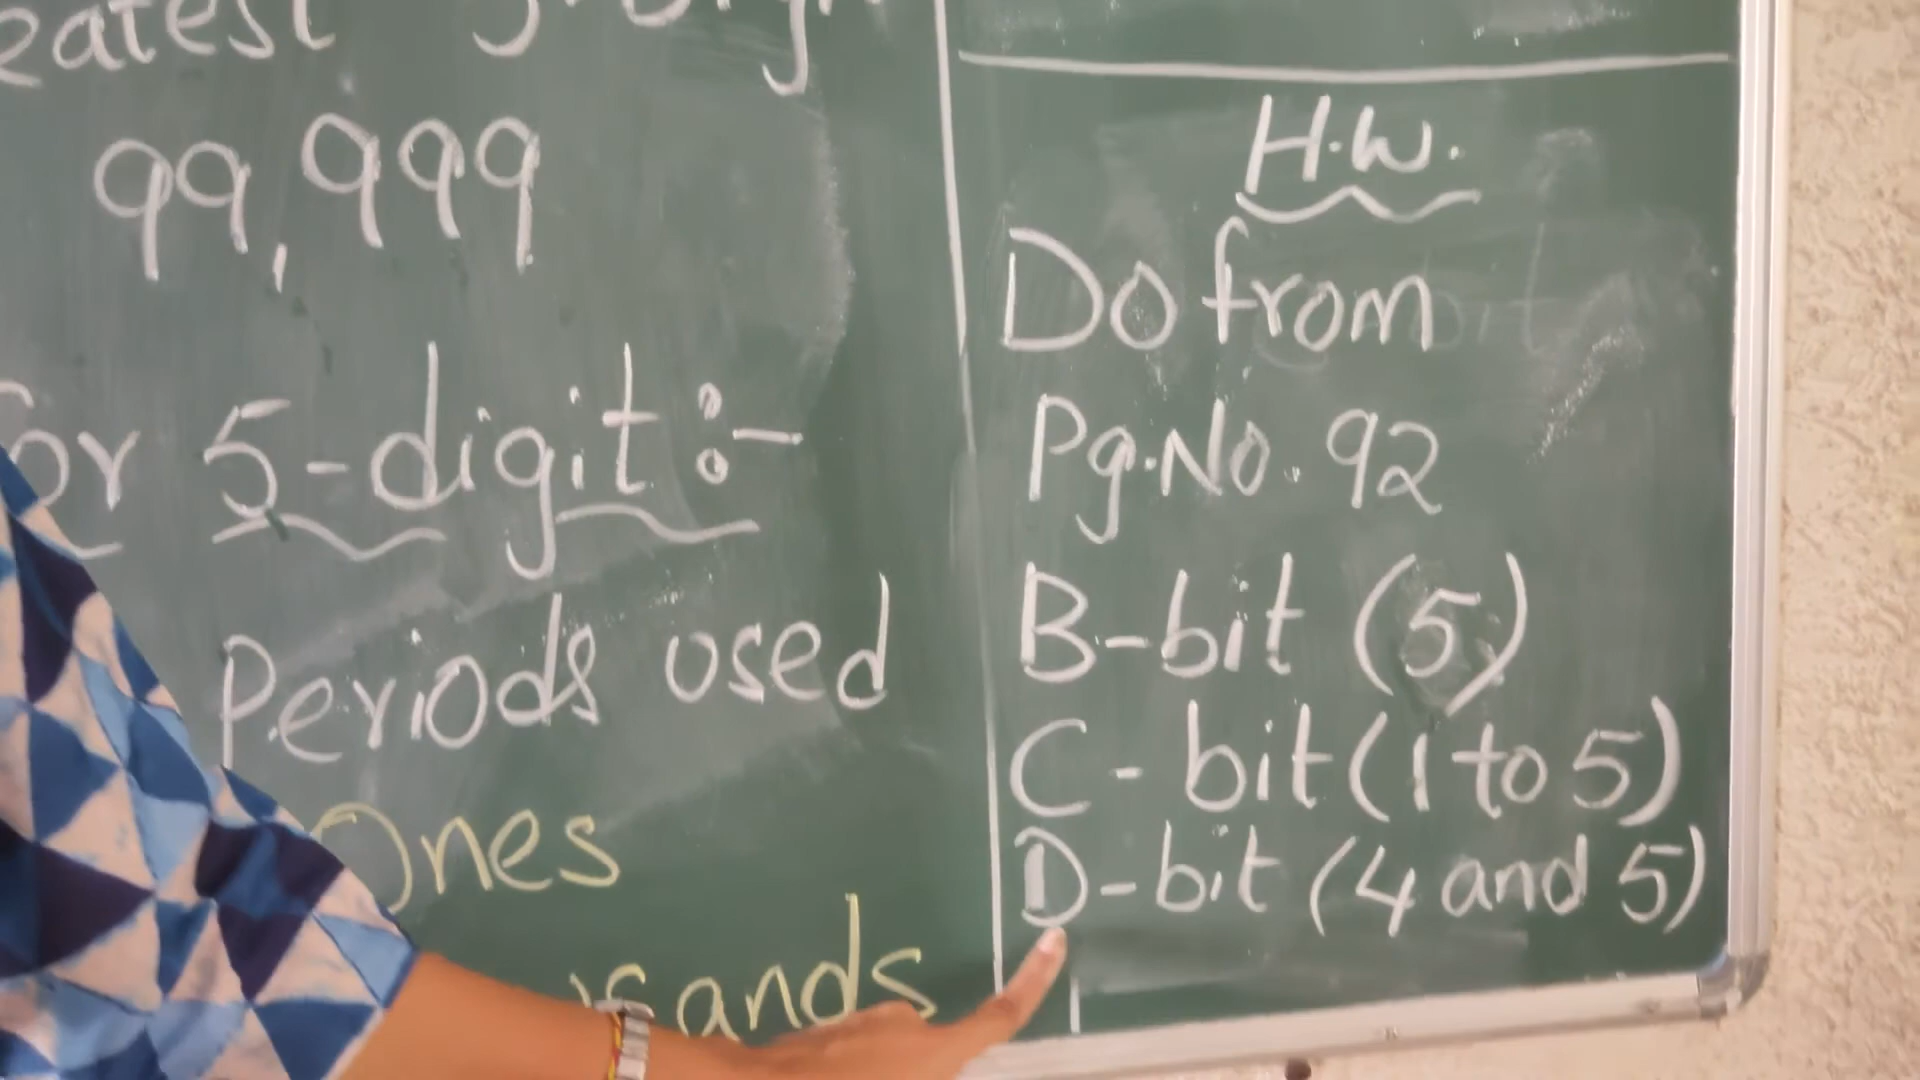 99,999
5-digit :-
Periods used
Ones
H.W.
Do from
Pg.No. 92
B-bit (5)
C-bit (1 to 5)
D-bit (4 and 5)